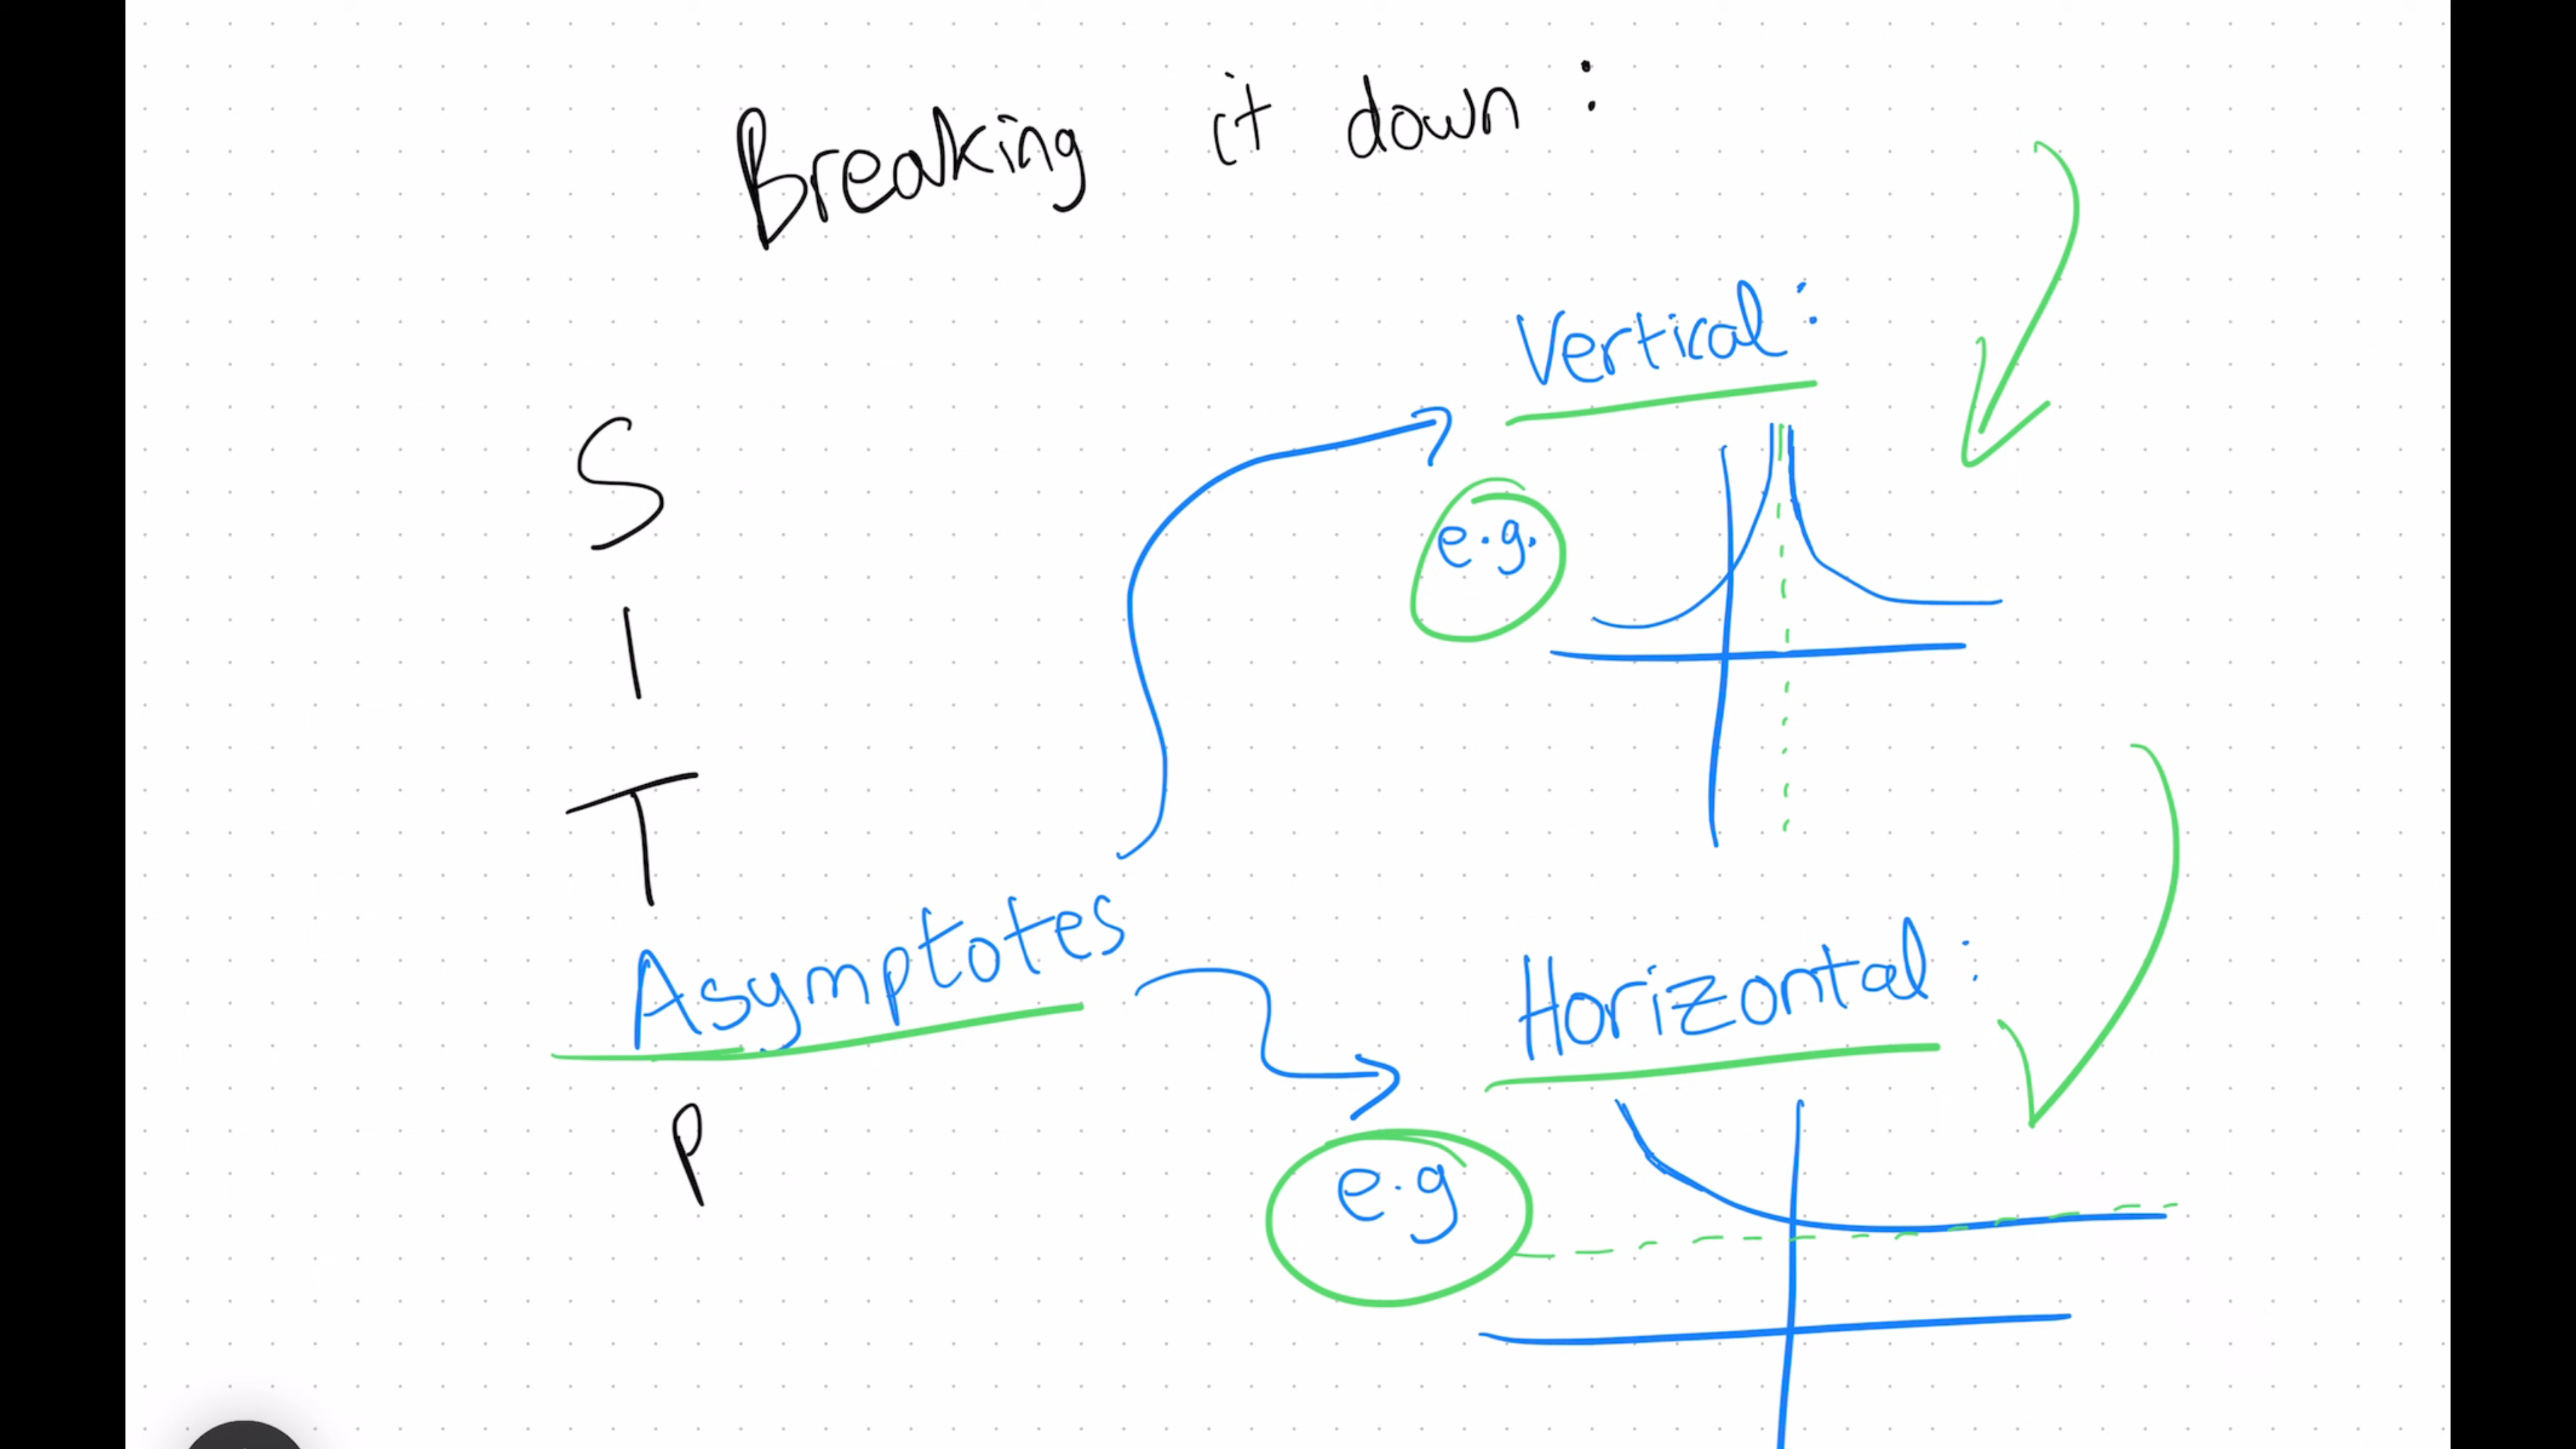 Breaking it down :
S
I
T
Asymptotes
P
Vertical :
e.g.
Horizontal :
e.g